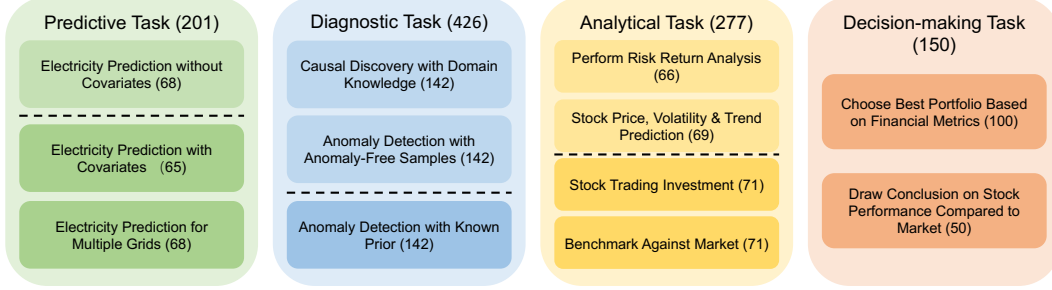 Predictive Task (201)
Electricity Prediction without
Covariates (68)
Electricity Prediction with
Covariates （65)
Electricity Prediction for
Multiple Grids (68)
Diagnostic Task (426)
Causal Discovery with Domain
Knowledge (142)
Anomaly Detection with
Anomaly-Free Samples (142)
Anomaly Detection with Known
Prior (142)
Analytical Task (277)
Perform Risk Return Analysis
(66)
Stock Price, Volatility & Trend
Prediction (69)
Stock Trading Investment (71)
Benchmark Against Market (71)
Decision-making Task
(150)
Choose Best Portfolio Based
on Financial Metrics (100)
Draw Conclusion on Stock
Performance Compared to
Market (50)